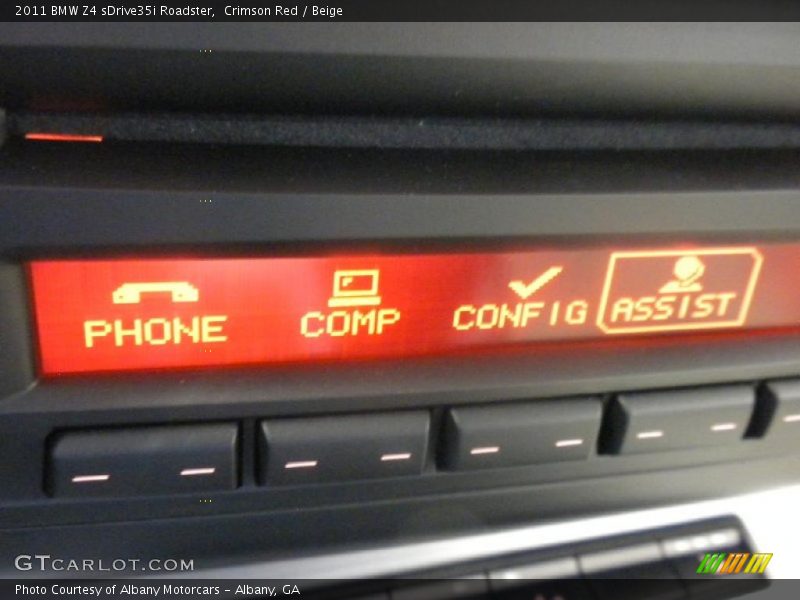 2011 BMW Z4 sDrive35i Roadster,  Crimson Red / Beige
PHONE COMP CONFIG ASSIST
GTCARLOT.COM
Photo Courtesy of Albany Motorcars - Albany, GA